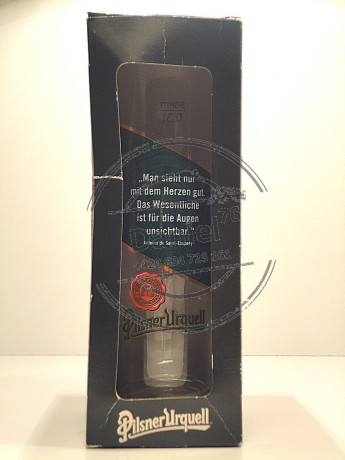 „Man sieht nur
mit dem Herzen gut.
Das Wesentliche
ist für die Augen
unsichtbar."
Antoine de Saint-Exupéry
Daniel78
Pilsner Urquell
Pilsner Urquell